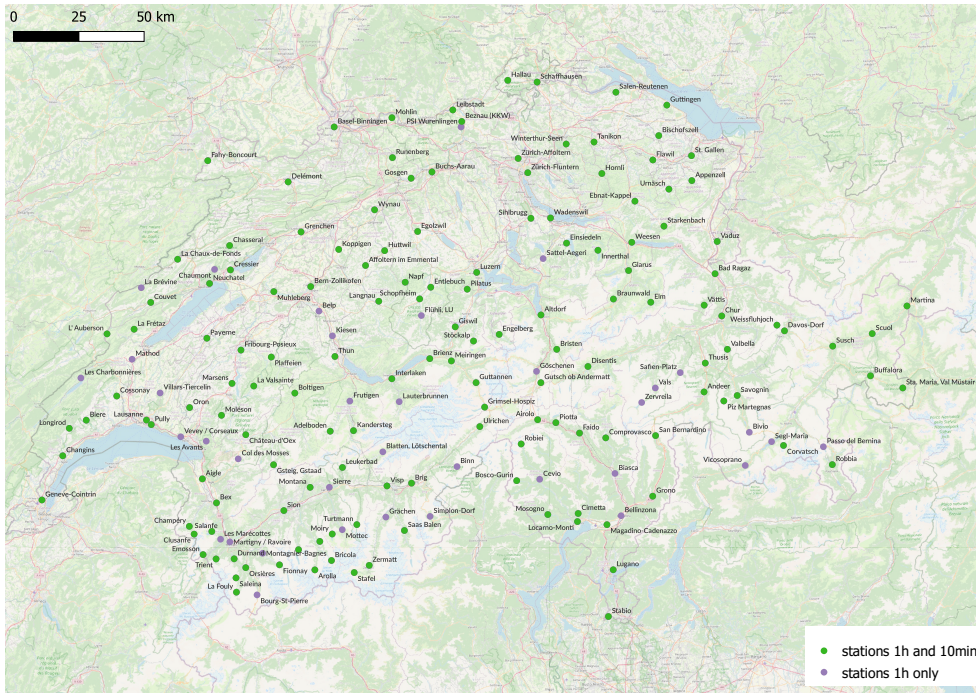 0 25 50 km
Hallau
Schaffhausen
Salen-Reutenen
Güttingen
Leibstadt
Mohlin
Beznau (KKW)
PSI Wurenlingen
Basel-Binningen
Bischofszell
Winterthur-Seen
Tanikon
Zürich-Affoltern
Flawil
St. Gallen
Runenberg
Fahy-Boncourt
Buchs-Aarau
Zürich-Fluntern
Hornli
Gosgen
Appenzell
Delémont
Urnäsch
Ebnat-Kappel
Wynau
Sihlbrugg
Wadenswil
Starkenbach
Grenchen
Egolzwil
Einsiedeln
Weesen
Vaduz
Chasseral
Koppigen
Huttwil
La Chaux-de-Fonds
Sattel-Aegeri
Innerthal
Affoltern im Emmental
Cressier
Chaumont
Luzern
Glarus
Bad Ragaz
Neuchatel
La Brévine
Bern-Zollikofen
Napf
Entlebuch
Pilatus
Muhleberg
Langnau
Schopfheim
Couvet
Braunwald
Elm
Vättis
Martina
Belp
Flühli, LU
Altdorf
Chur
L' Auberson
La Frétaz
Giswil
Weissfluhjoch
Davos-Dorf
Payerne
Kiesen
Stöckalp
Engelberg
Scuol
Fribourg-Posieux
Bristen
Valbella
Susch
Mathod
Plaffeien
Thun
Brienz
Meiringen
Disentis
Thusis
Les Charbonnières
Göschenen
Safien-Platz
Buffalora
Marsens
La Valsainte
Interlaken
Guttannen
Gutsch ob Andermatt
Vals
Sta. Maria, Val Müstair
Cossonay
Villars-Tiercelin
Boltigen
Andeer
Savognin
Frutigen
Lauterbrunnen
Zervreila
Piz Martegnas
Oron
Grimsel-Hospiz
Biere
Lausanne
Moléson
Airolo
Piotta
Longirod
Pully
Adelboden
Kandersteg
Ulrichen
Faido
Comprovasco
San Bernardino
Bivio
Vevey / Corseaux
Château-d'Oex
Robiei
Segl-Maria
Passo del Bernina
Les Avants
Blatten, Lötschental
Corvatsch
Changins
Col des Mosses
Vicosoprano
Robbia
Gsteig, Gstaad
Leukerbad
Binn
Aigle
Bosco-Gurin
Cevio
Biasca
Montana
Sierre
Visp
Brig
Geneve-Cointrin
Bex
Grono
Sion
Grächen
Simplon-Dorf
Mosogno
Cimetta
Bellinzona
Champéry
Salanfe
Turtmann
Saas Balen
Locarno-Monti
Magadino-Cadenazzo
Clusanfe
Les Marécottes
Moiry
Mottec
Martigny / Ravoire
Emosson
Durnand
Montagnier-Bagnes
Bricola
Zermatt
Trient
Orsières
Fionnay
Arolla
Stafel
Lugano
La Fouly
Saleina
Bourg-St-Pierre
Stabio
stations 1h and 10min
stations 1h only